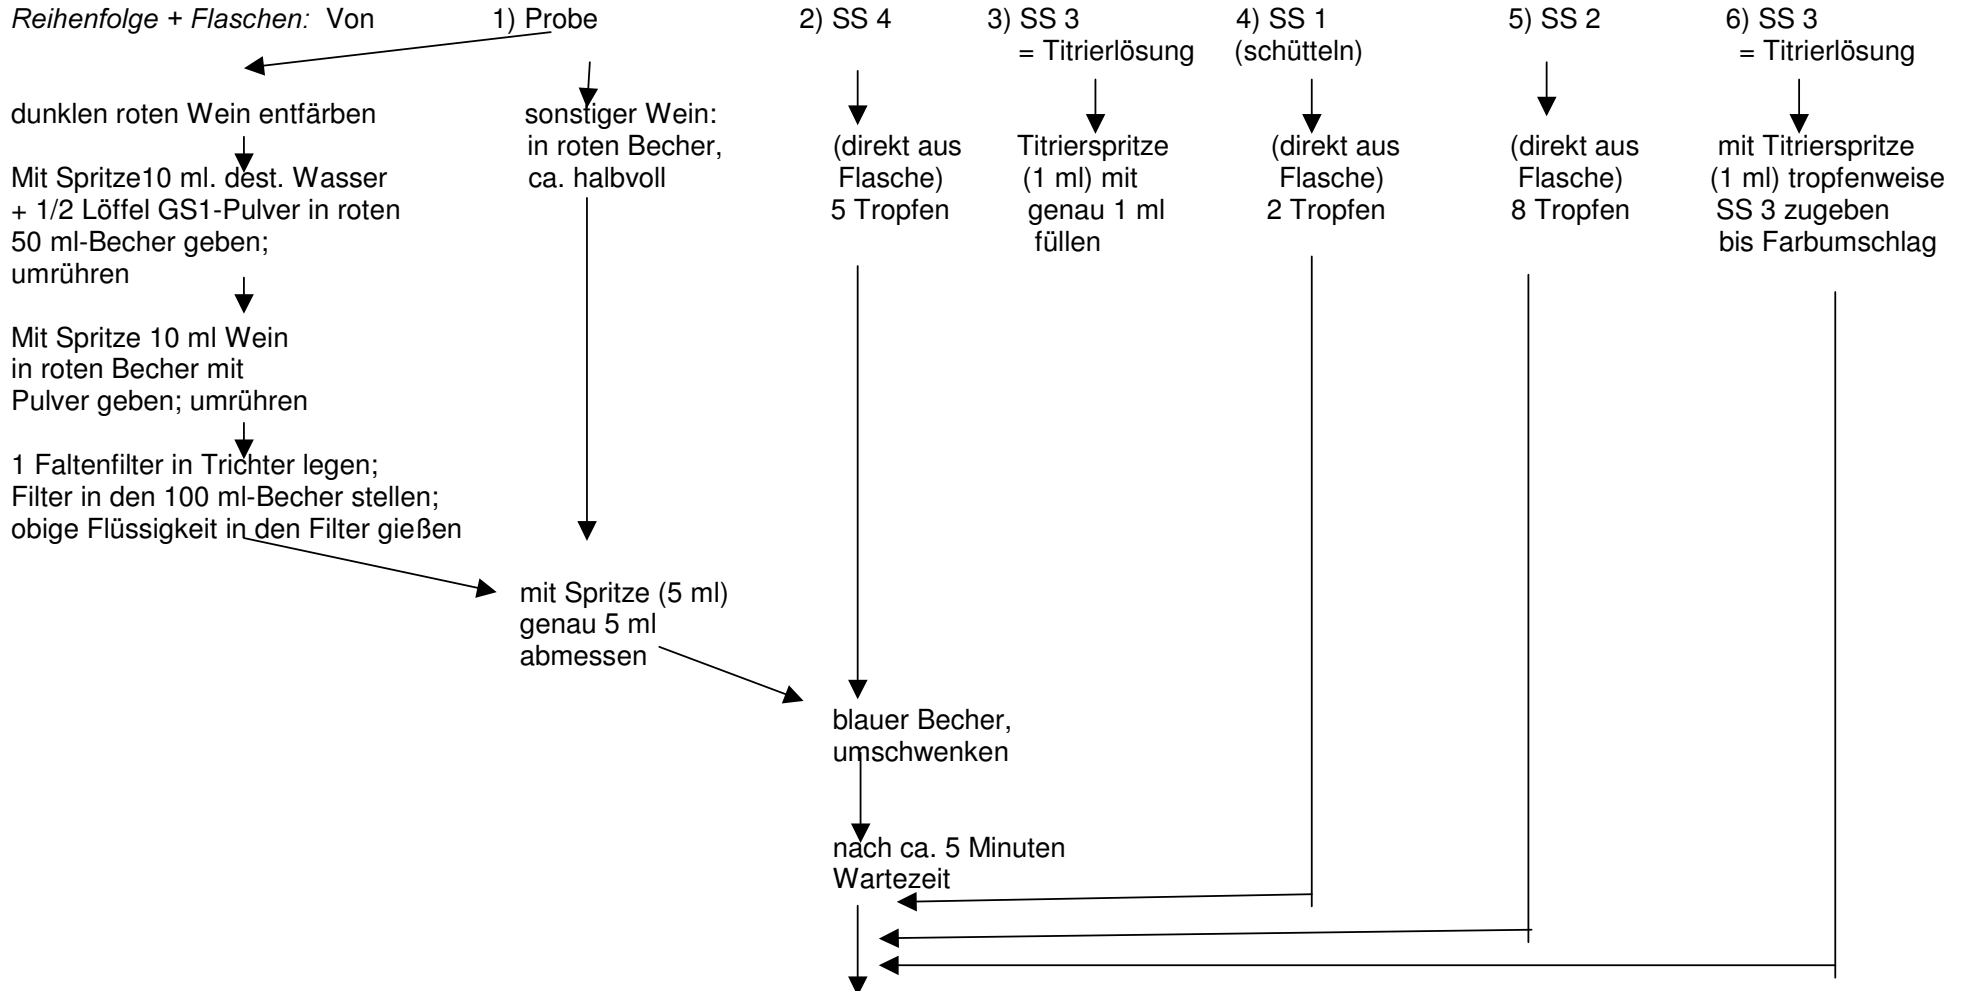 Reihenfolge + Flaschen: Von 1) Probe 2) SS 4 3) SS 3 4) SS 1 5) SS 2 6) SS 3
= Titrierlösung (schütteln) = Titrierlösung
dunklen roten Wein entfärben
Mit Spritze10 ml. dest. Wasser
+ 1/2 Löffel GS1-Pulver in roten
50 ml-Becher geben;
umrühren
Mit Spritze 10 ml Wein
in roten Becher mit
Pulver geben; umrühren
1 Faltenfilter in Trichter legen;
Filter in den 100 ml-Becher stellen;
obige Flüssigkeit in den Filter gießen
sonstiger Wein:
in roten Becher,
ca. halbvoll
mit Spritze (5 ml)
genau 5 ml
abmessen
(direkt aus
Flasche)
5 Tropfen
blauer Becher,
umschwenken
nach ca. 5 Minuten
Wartezeit
Titrierspritze
(1 ml) mit
genau 1 ml
füllen
(direkt aus
Flasche)
2 Tropfen
(direkt aus
Flasche)
8 Tropfen
mit Titrierspritze
(1 ml) tropfenweise
SS 3 zugeben
bis Farbumschlag